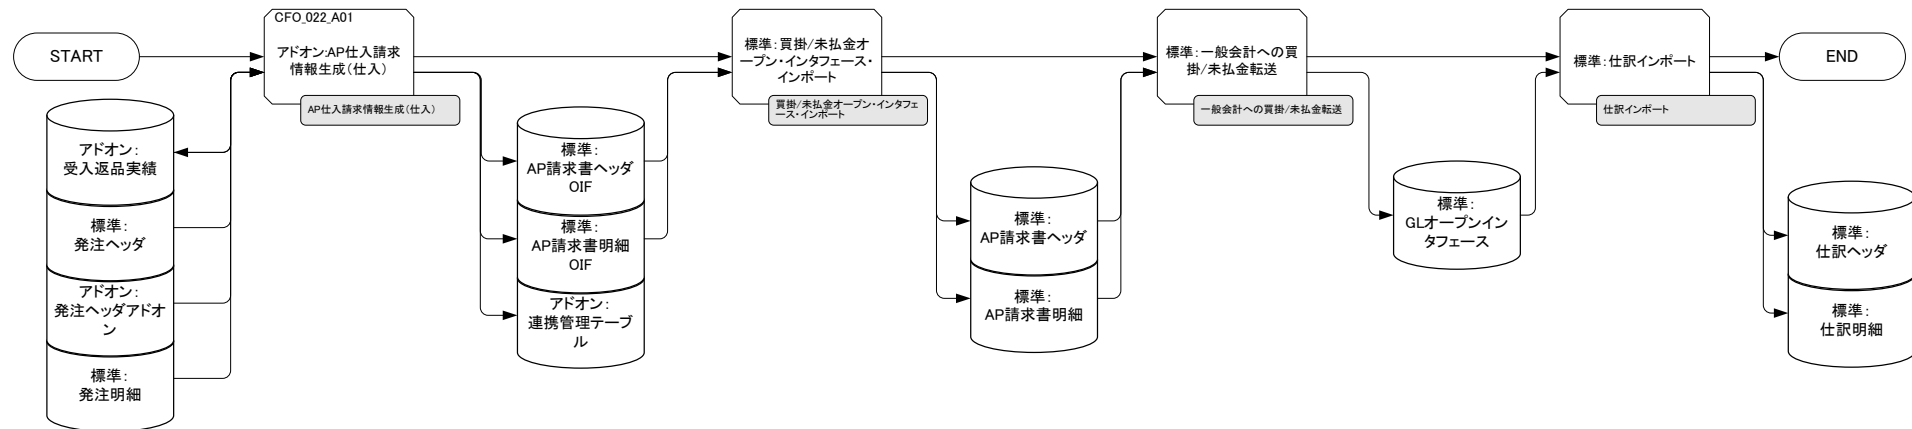 START
CFO_022_A01
アドオン:AP仕入請求
情報生成(仕入)
AP仕入請求情報生成(仕入)
標準:買掛/未払金オ
ープン・インタフェース・
インポート
買掛/未払金オープン・インタフェ
ース・インポート
標準:一般会計への買
掛/未払金転送
一般会計への買掛/未払金転送
標準:仕訳インポート
仕訳インポート
END
アドオン:
受入返品実績
標準:
発注ヘッダ
アドオン:
発注ヘッダアドオ
ン
標準:
発注明細
標準:
AP請求書ヘッダ
OIF
標準:
AP請求書明細
OIF
アドオン:
連携管理テーブ
ル
標準:
AP請求書ヘッダ
標準:
AP請求書明細
標準:
GLオープンイン
タフェース
標準:
仕訳ヘッダ
標準:
仕訳明細